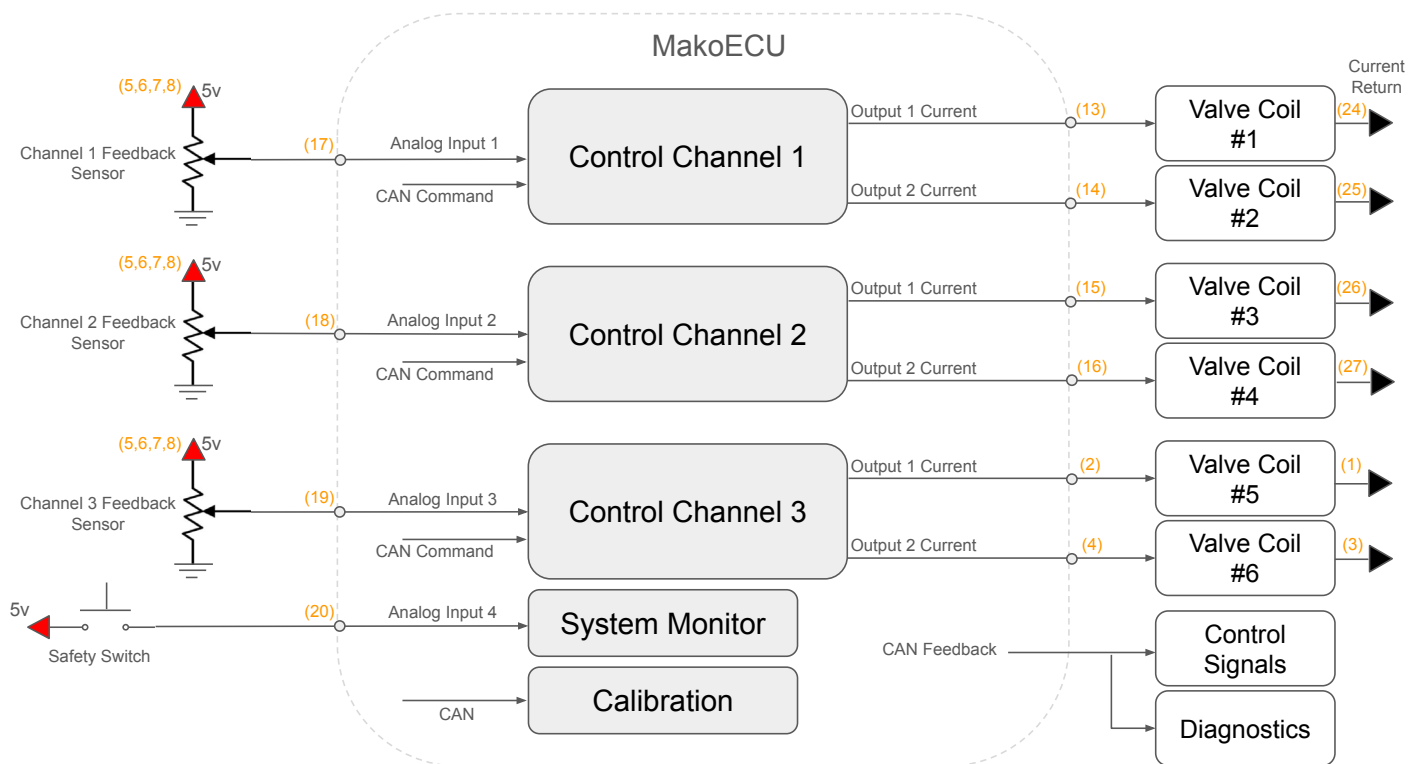 MakoECU
Current
Return
(5,6,7,8)
5v
Channel 1 Feedback
Sensor
(17)
Analog Input 1
CAN Command
Control Channel 1
Output 1 Current
(13)
Valve Coil
#1
(24)
Output 2 Current
(14)
Valve Coil
#2
(25)
(5,6,7,8)
5v
Channel 2 Feedback
Sensor
(18)
Analog Input 2
CAN Command
Control Channel 2
Output 1 Current
(15)
Valve Coil
#3
(26)
Output 2 Current
(16)
Valve Coil
#4
(27)
(5,6,7,8)
5v
Channel 3 Feedback
Sensor
(19)
Analog Input 3
CAN Command
Control Channel 3
Output 1 Current
(2)
Valve Coil
#5
(1)
Output 2 Current
(4)
Valve Coil
#6
(3)
5v
Safety Switch
(20)
Analog Input 4
System Monitor
CAN Feedback
Control
Signals
CAN
Calibration
Diagnostics